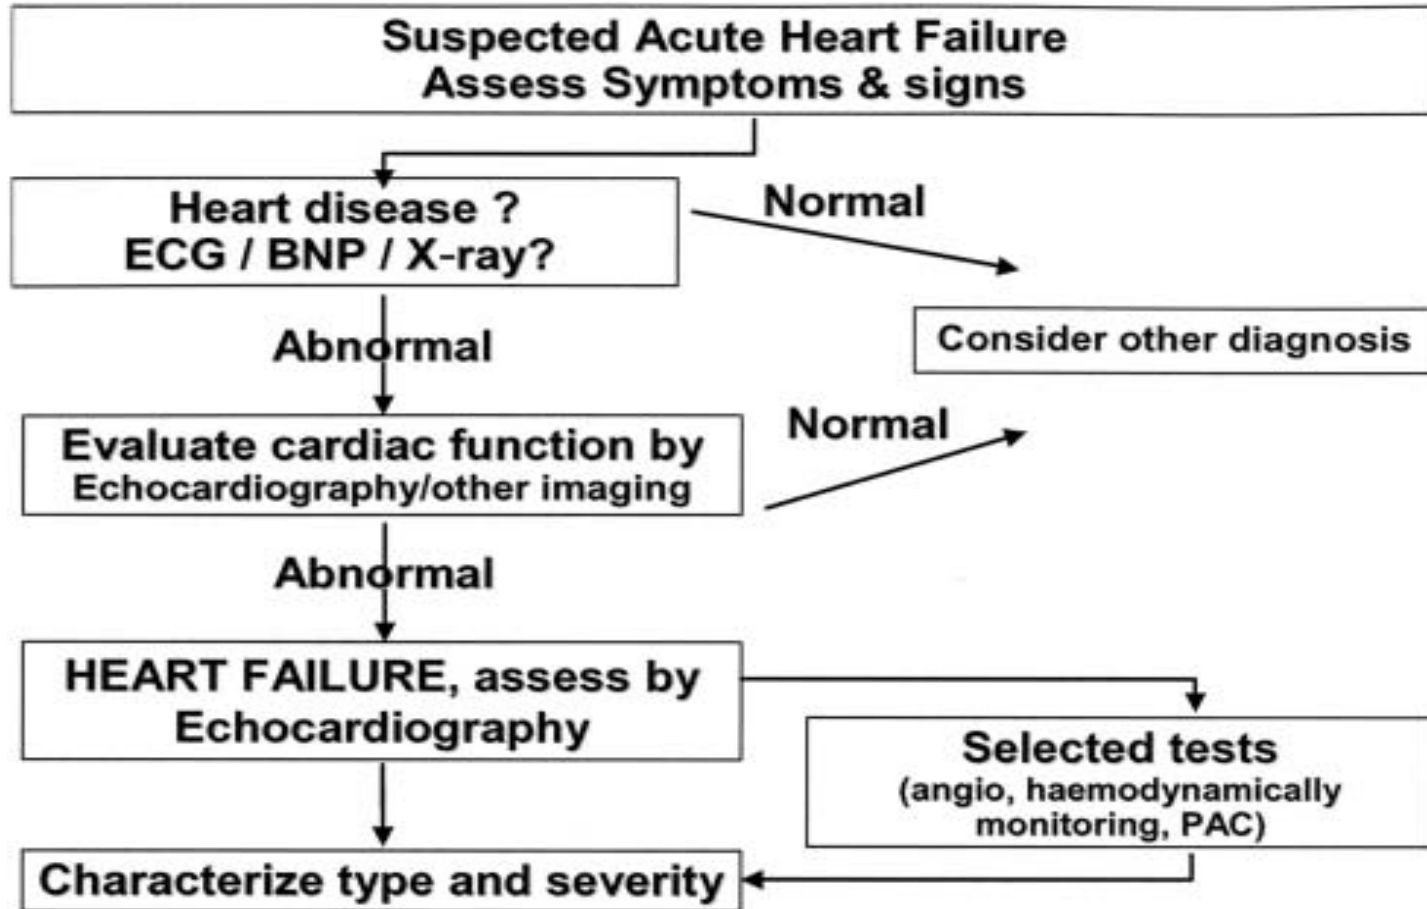 Suspected Acute Heart Failure
Assess Symptoms & signs
Heart disease ?
ECG / BNP / X-ray?
Normal
Abnormal
Consider other diagnosis
Evaluate cardiac function by
Echocardiography/other imaging
Normal
Abnormal
HEART FAILURE, assess by
Echocardiography
Selected tests
(angio, haemodynamically
monitoring, PAC)
Characterize type and severity